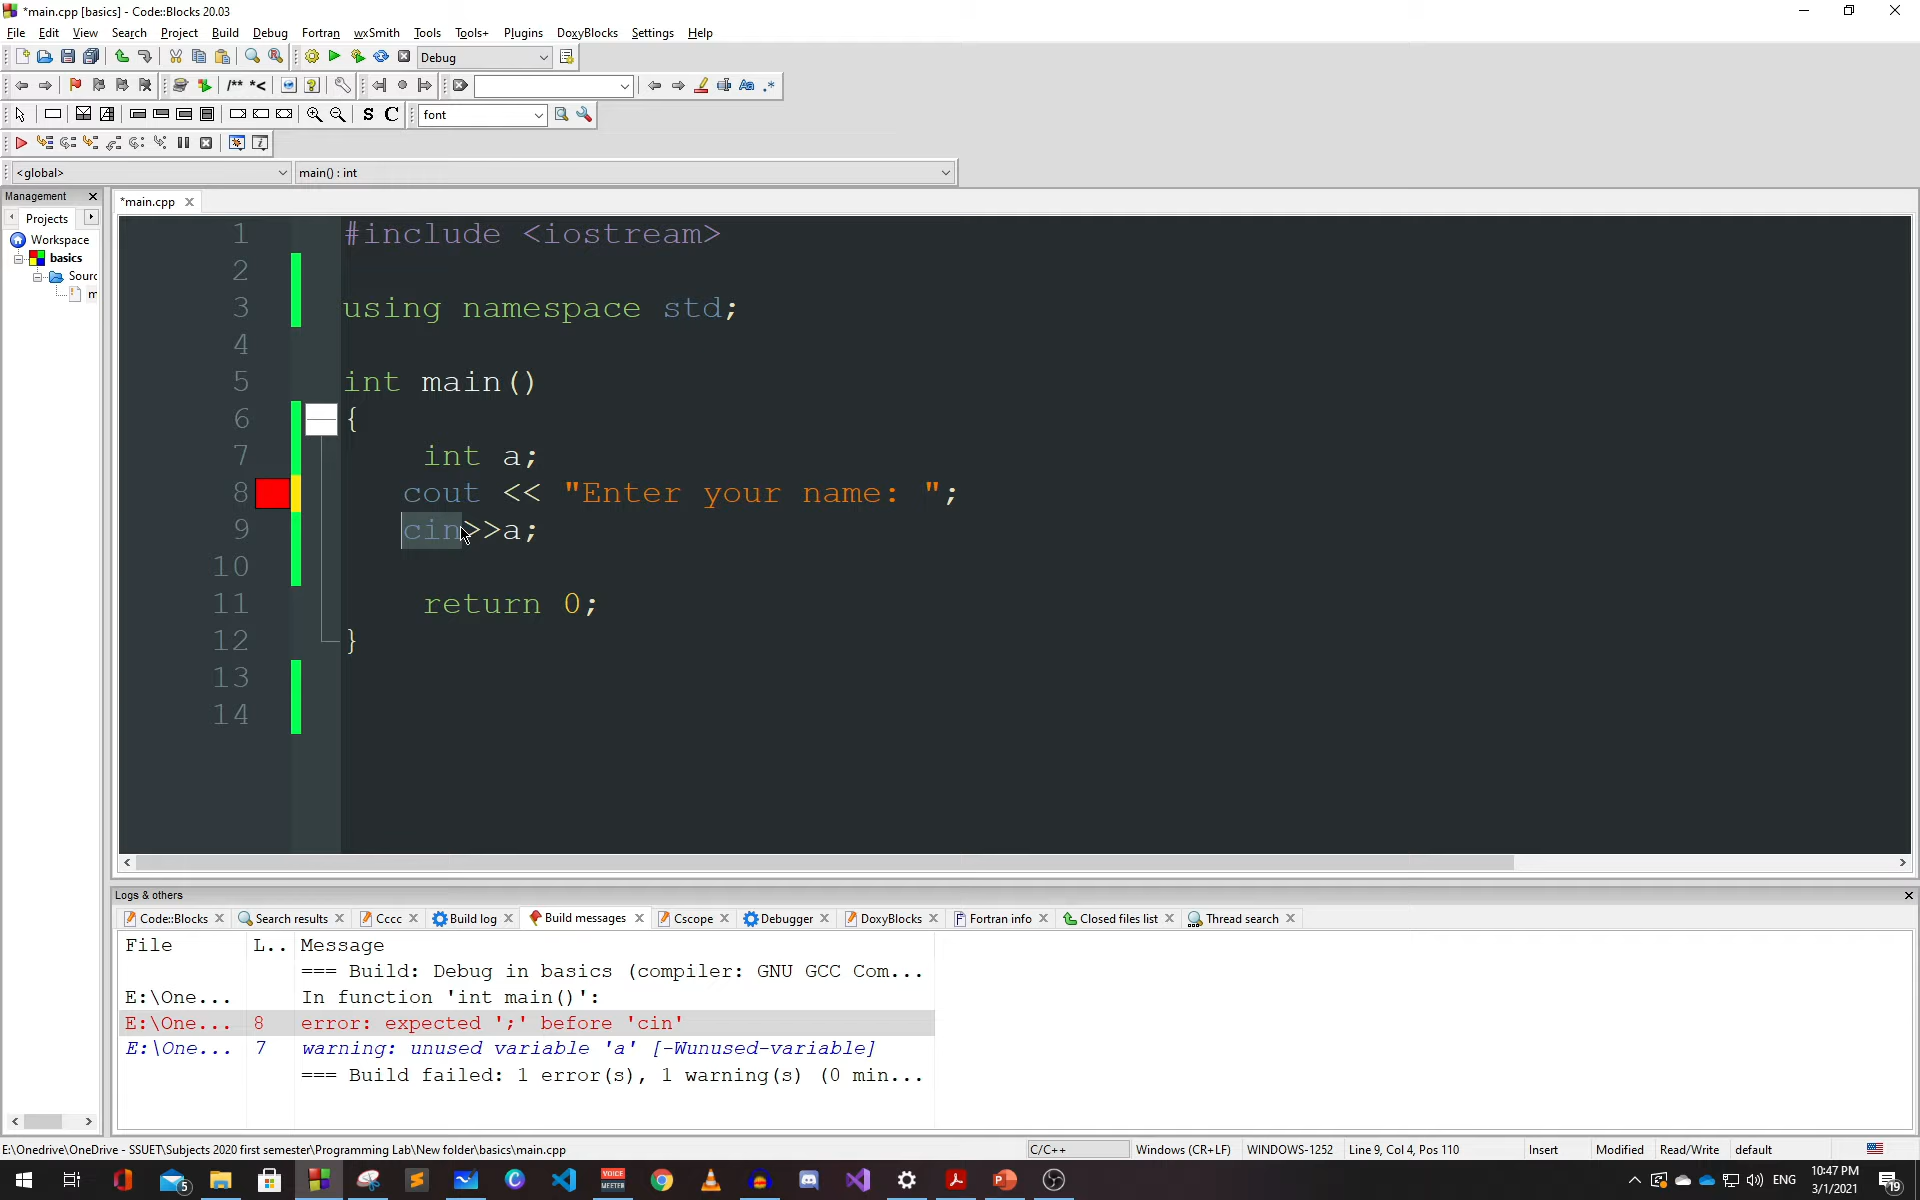 *main.cpp [basics] - Code::Blocks 20.03
File Edit View Search Project Build Debug Fortran wxSmith Tools Tools+ Plugins DoxyBlocks Settings Help
Debug
/** *<
Aa .*
S C font
<global> main() : int
Management
*main.cpp
Projects
Workspace
basics
Sourc
m
1 #include <iostream>
2
3 using namespace std;
4
5 int main()
6 {
7 int a;
8 cout << "Enter your name: ";
9 cin>>a;
10
11 return 0;
12 }
13
14
Logs & others
Code::Blocks Search results Cccc Build log Build messages Cscope Debugger DoxyBlocks Fortran info Closed files list Thread search
File L.. Message
=== Build: Debug in basics (compiler: GNU GCC Com...
E:\One... In function 'int main()':
E:\One... 8 error: expected ';' before 'cin'
E:\One... 7 warning: unused variable 'a' [-Wunused-variable]
=== Build failed: 1 error(s), 1 warning(s) (0 min...
E:\Onedrive\OneDrive - SSUET\Subjects 2020 first semester\Programming Lab\New folder\basics\main.cpp C/C++ Windows (CR+LF) WINDOWS-1252 Line 9, Col 4, Pos 110 Insert Modified Read/Write default
5 VOICE MEETER ENG 10:47 PM 19
3/1/2021